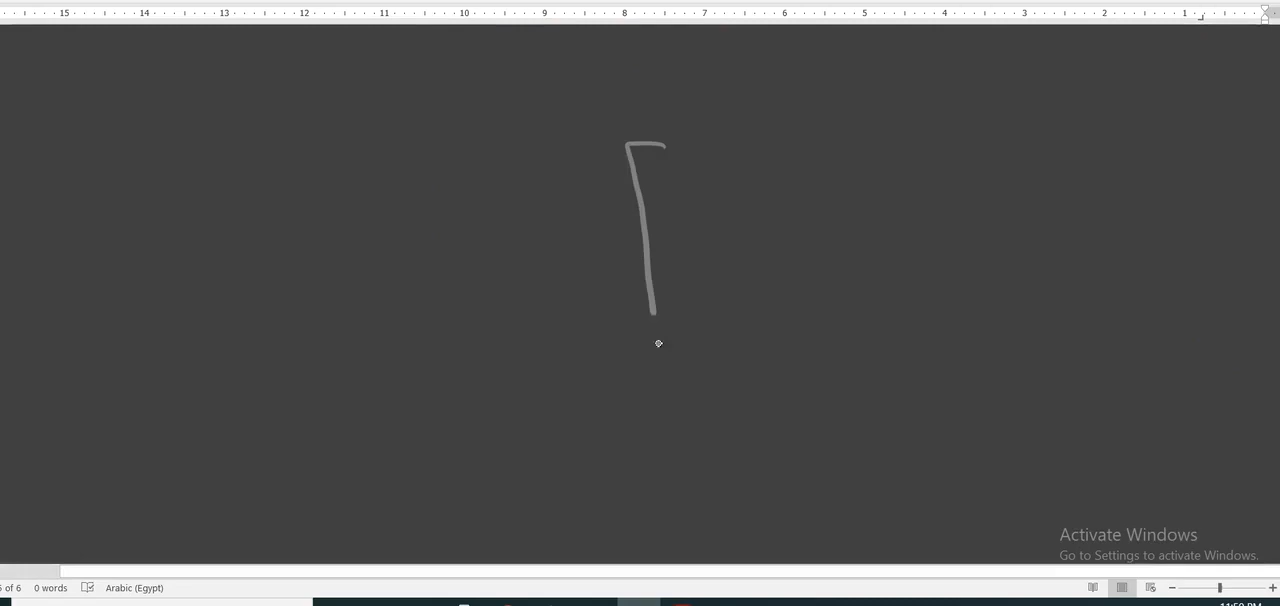 15 14 13 12 11 10 9 8 7 6 5 4 3 2 1
٢
Activate Windows
Go to Settings to activate Windows.
of 6 0 words Arabic (Egypt)